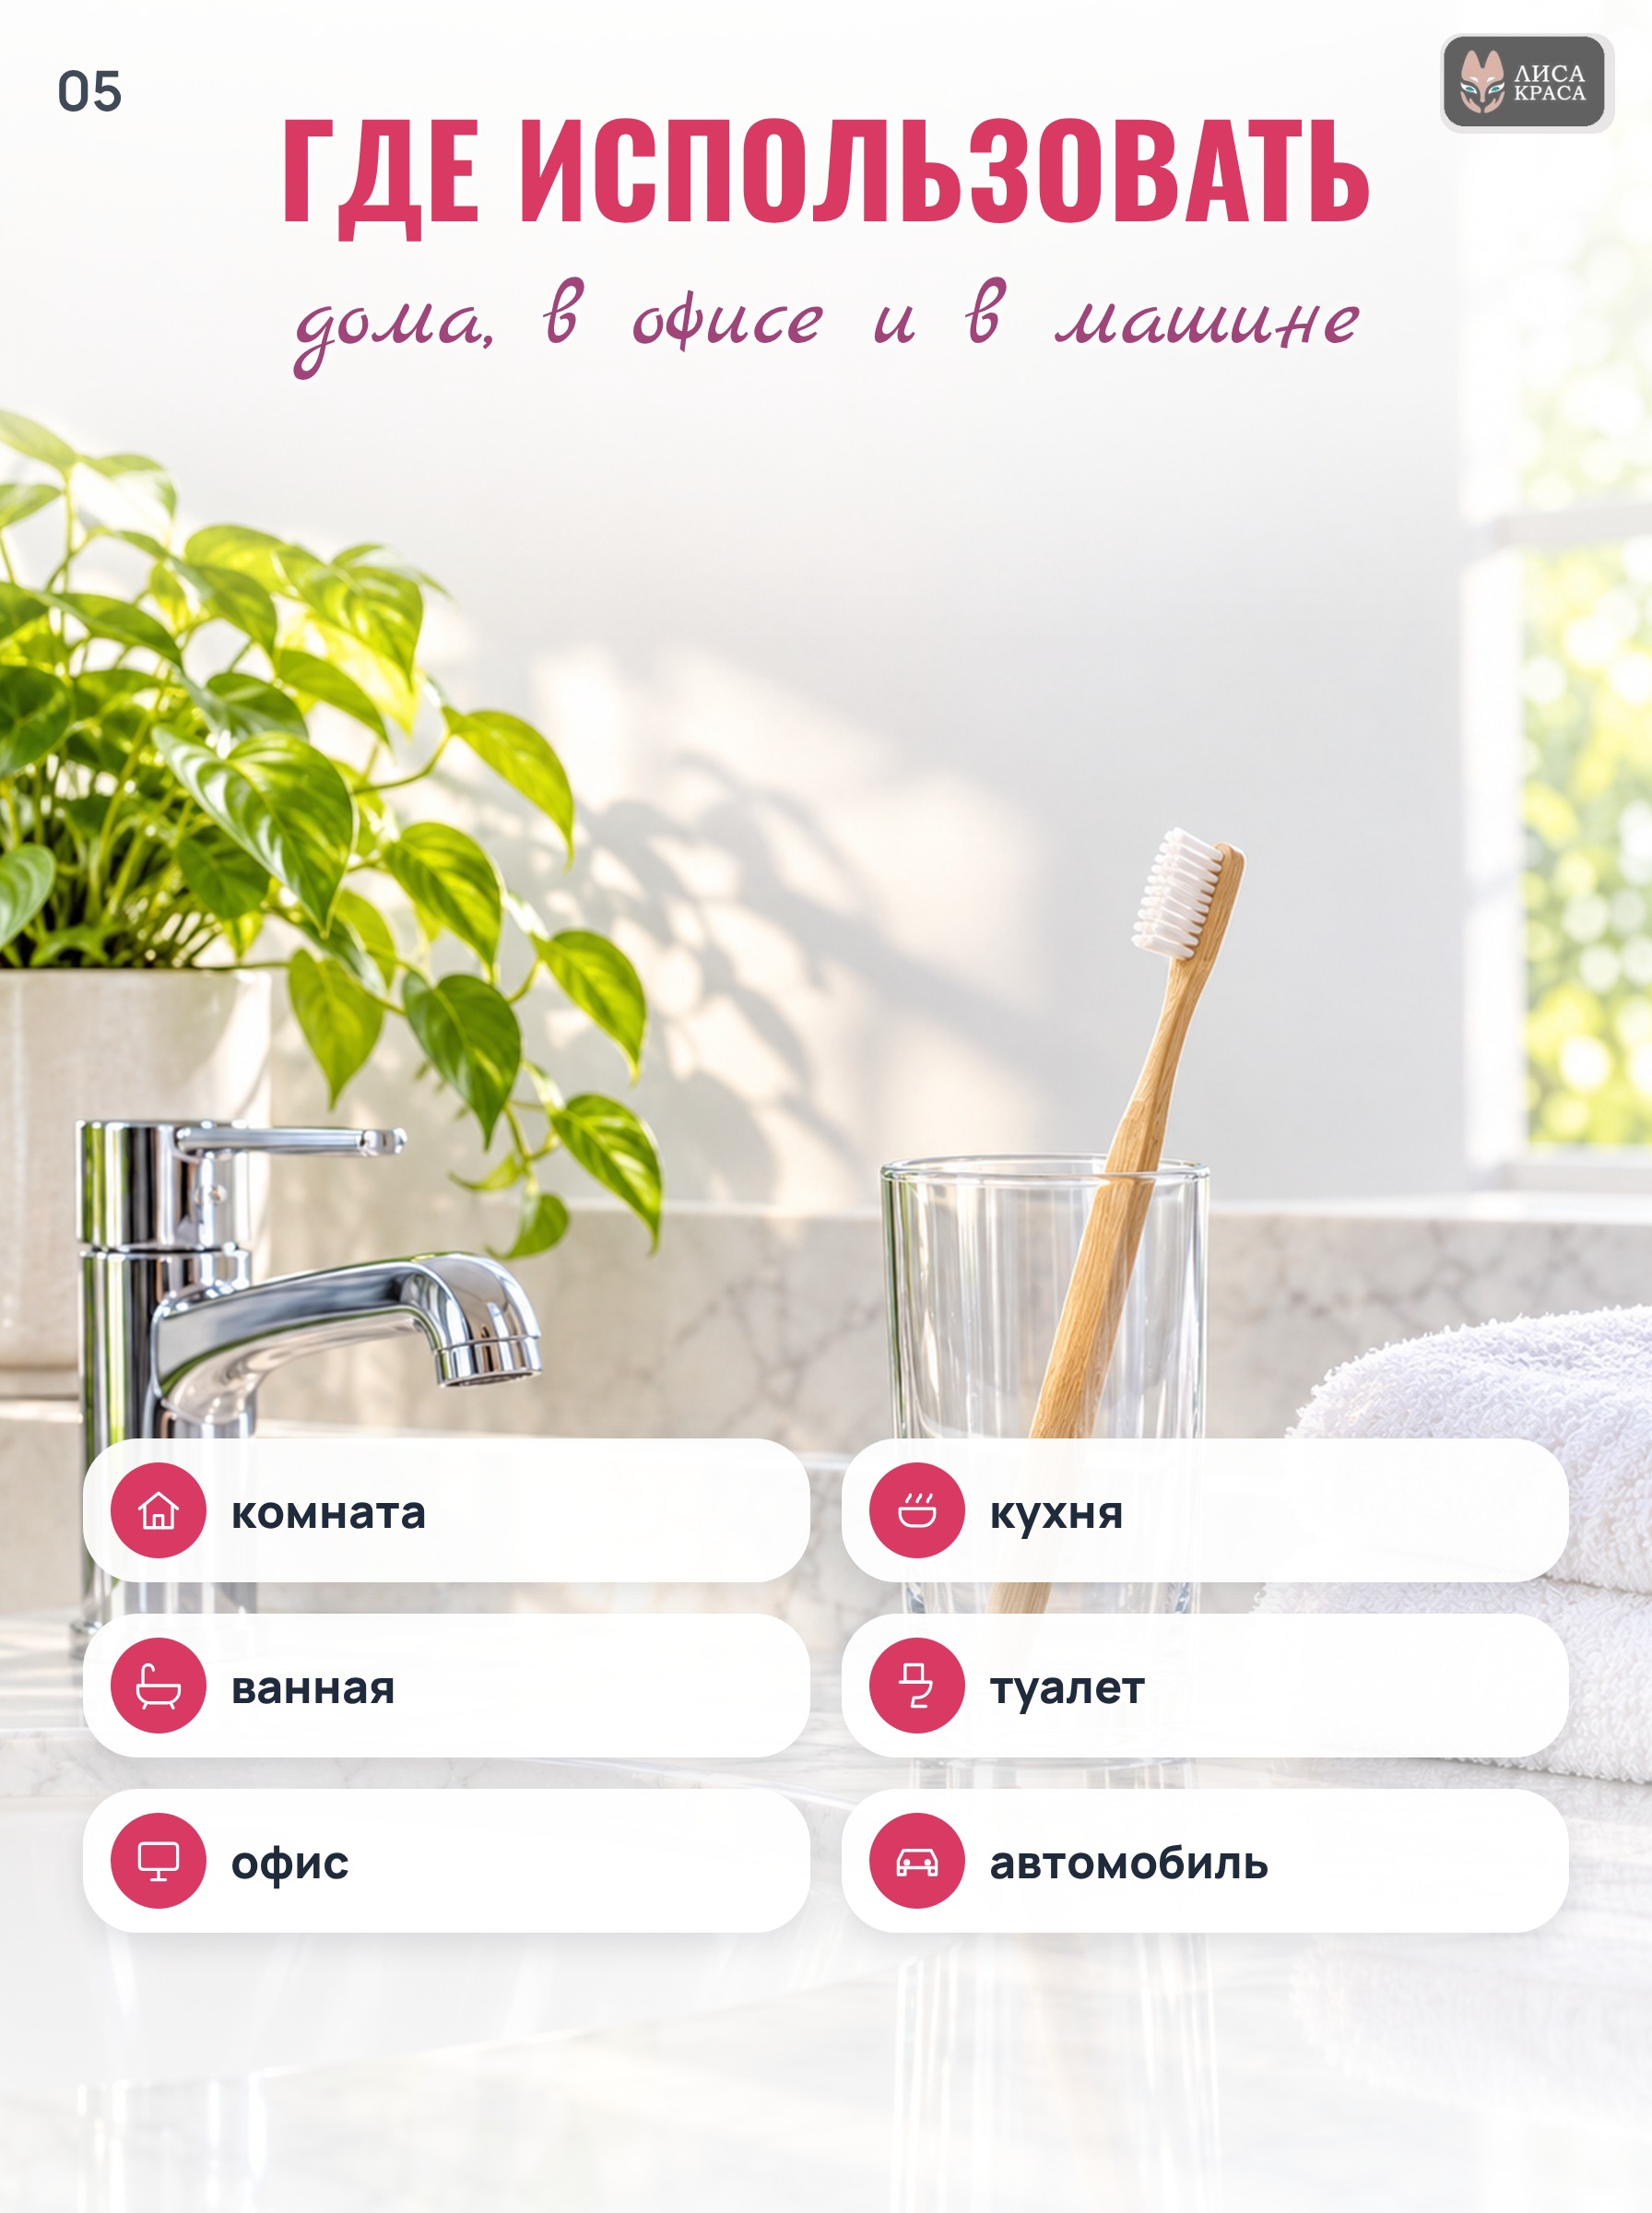 05
ЛИСА
КРАСА
ГДЕ ИСПОЛЬЗОВАТЬ
дома, в офисе и в машине
комната
кухня
ванная
туалет
офис
автомобиль